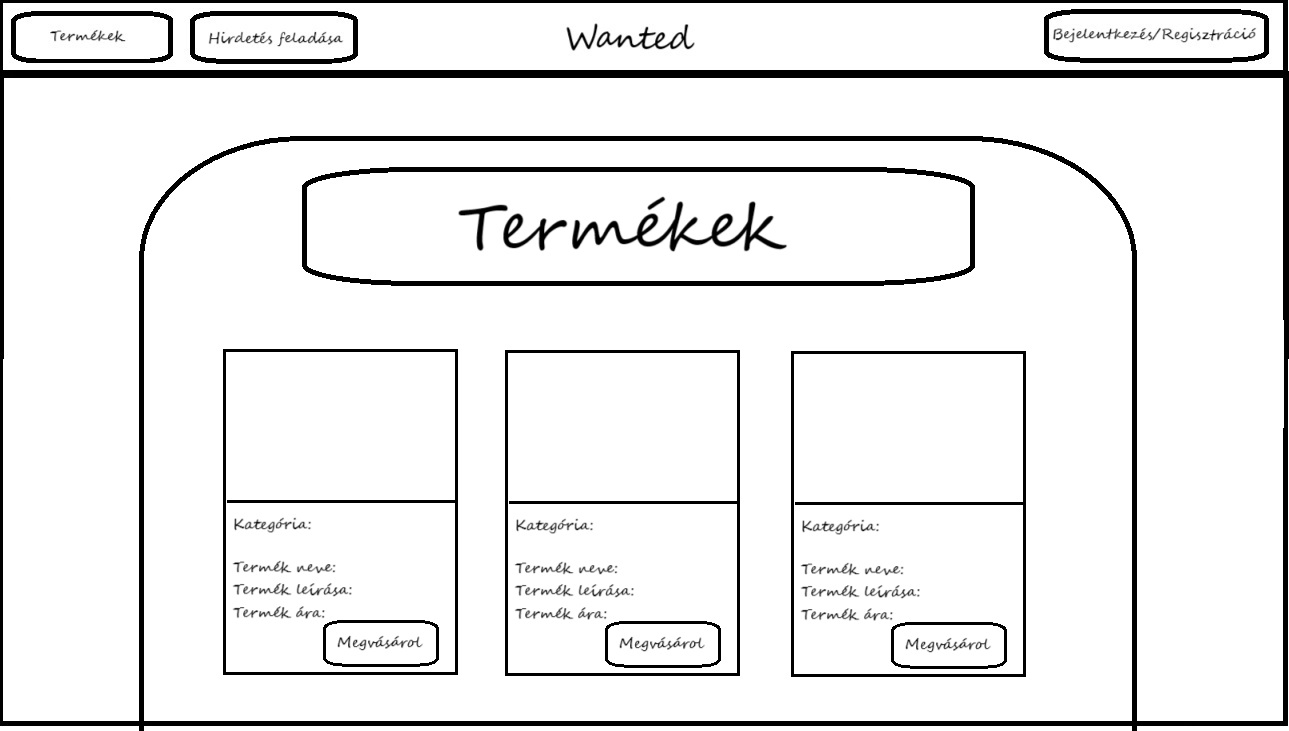 Termékek
Hirdetés feladása
Wanted
Bejelentkezés/Regisztráció
Termékek
Kategória:
Termék neve:
Termék leírása:
Termék ára:
Megvásárol
Kategória:
Termék neve:
Termék leírása:
Termék ára:
Megvásárol
Kategória:
Termék neve:
Termék leírása:
Termék ára:
Megvásárol